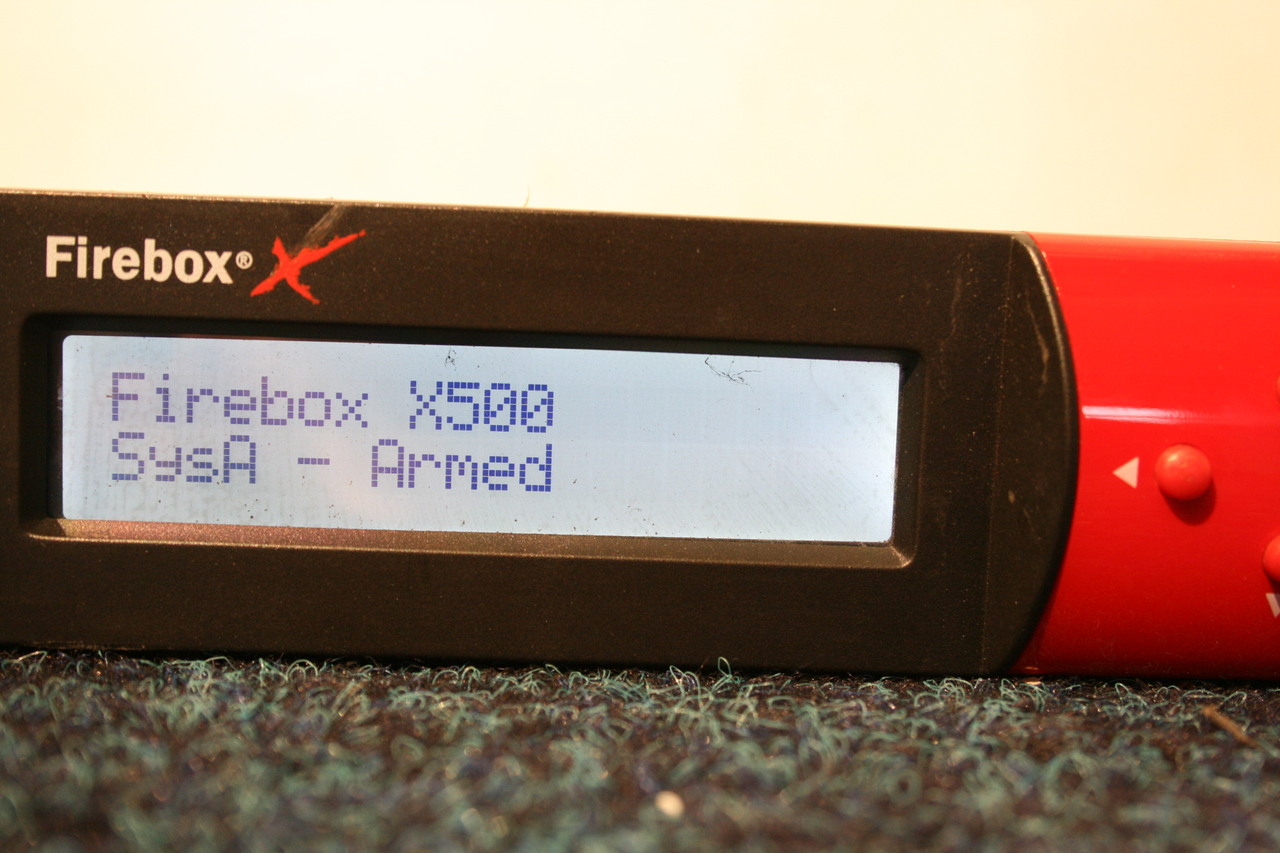 Firebox® X
Firebox X500
SysA - Armed